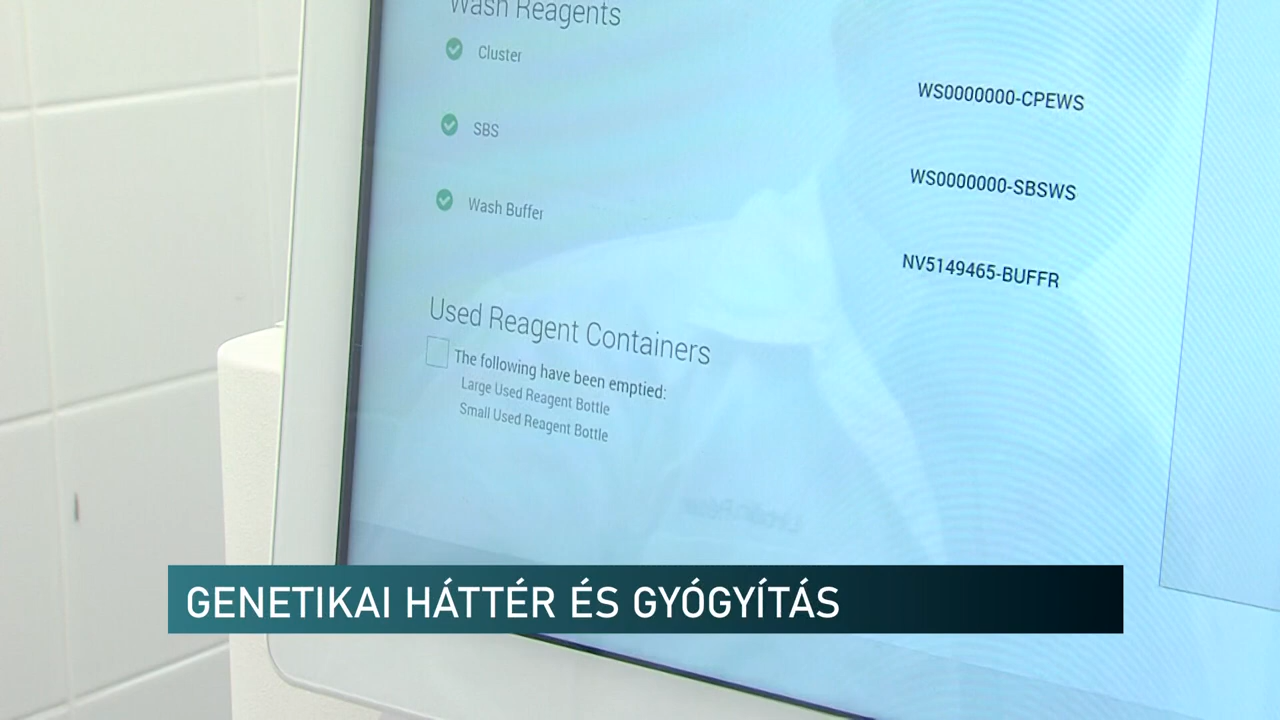 Wash Reagents
Cluster
WS0000000-CPEWS
SBS
WS0000000-SBSWS
Wash Buffer
NV5149465-BUFFR
Used Reagent Containers
The following have been emptied:
Large Used Reagent Bottle
Small Used Reagent Bottle
GENETIKAI HÁTTÉR ÉS GYÓGYÍTÁS